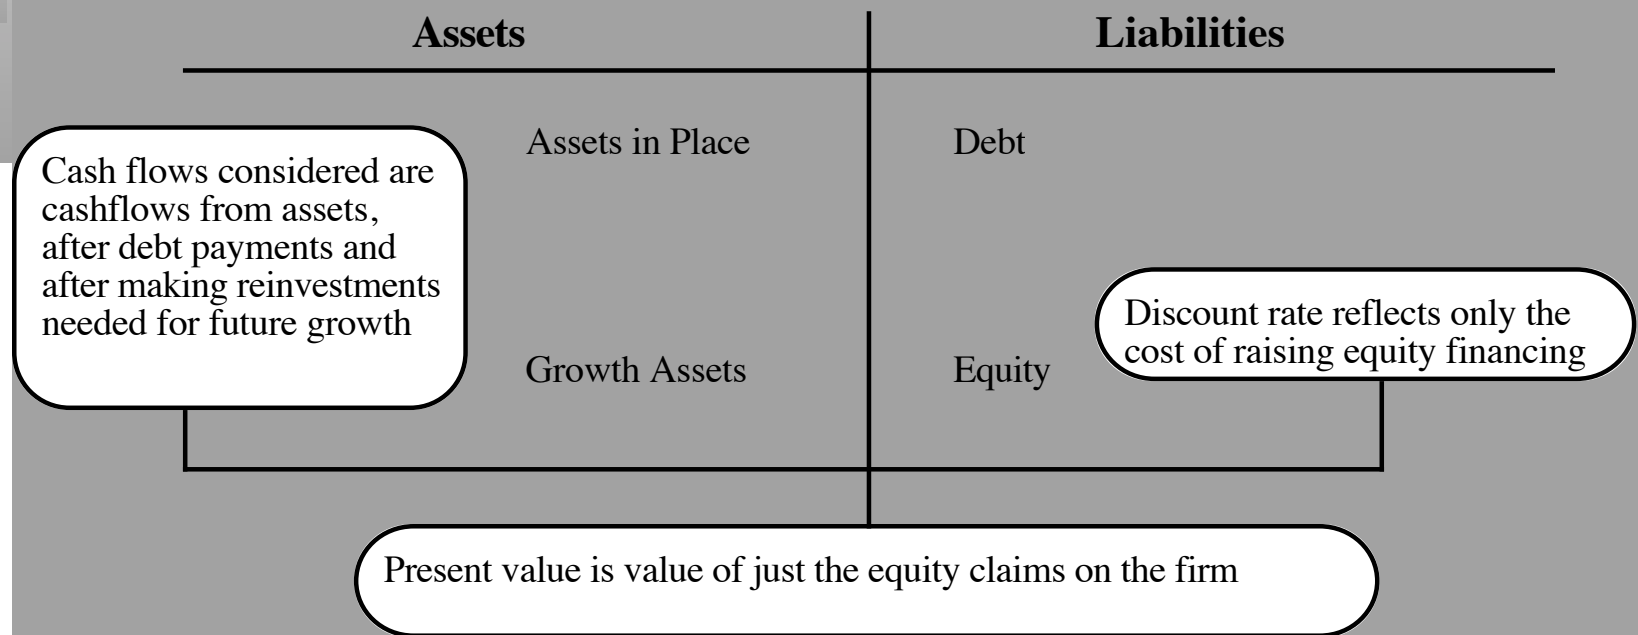 Assets
Liabilities
Assets in Place
Debt
Cash flows considered are
cashflows from assets,
after debt payments and
after making reinvestments
needed for future growth
Growth Assets
Equity
Discount rate reflects only the
cost of raising equity financing
Present value is value of just the equity claims on the firm